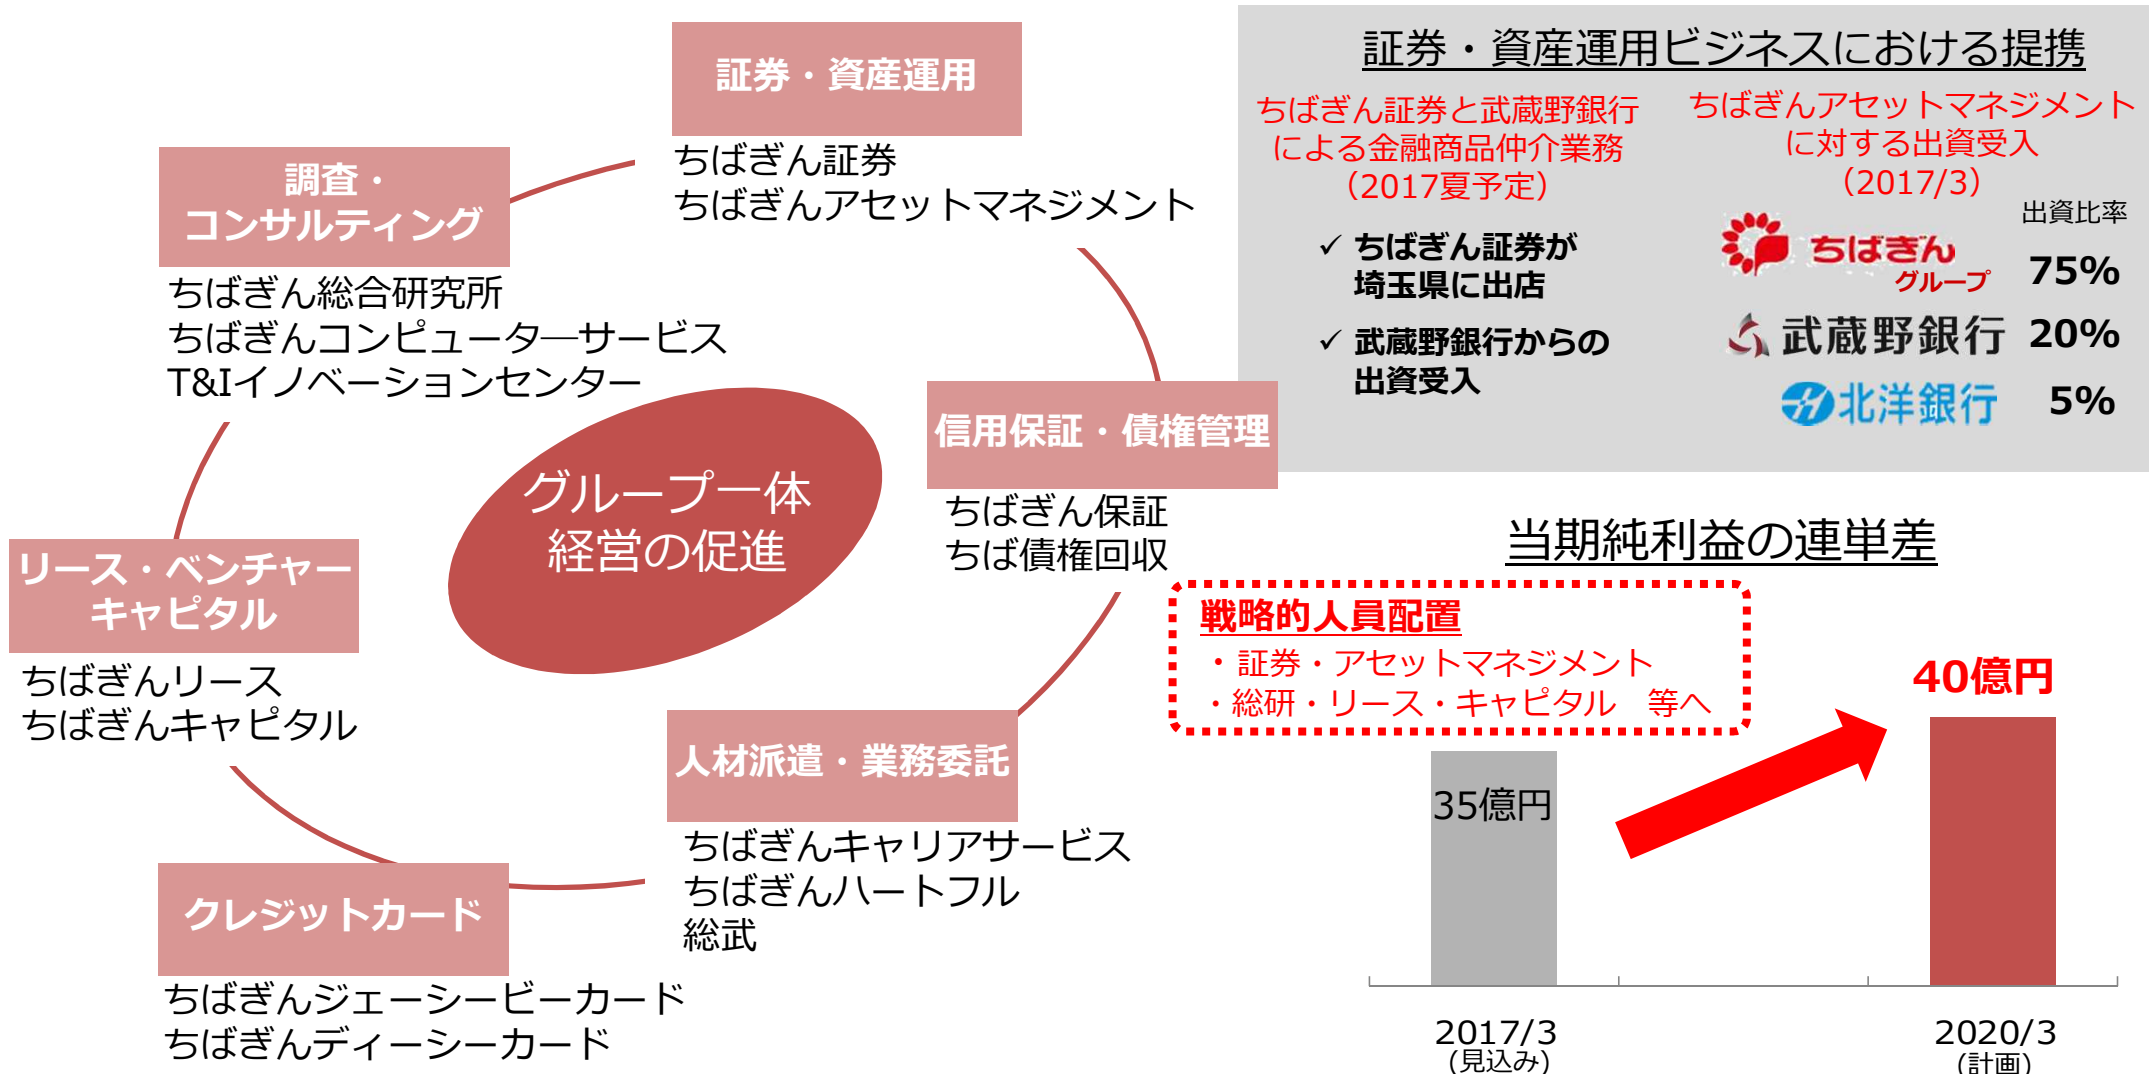 証券・資産運用
ちばぎん証券
ちばぎんアセットマネジメント
調査・
コンサルティング
ちばぎん総合研究所
ちばぎんコンピューターサービス
T&Iイノベーションセンター
グループ一体
経営の促進
信用保証・債権管理
ちばぎん保証
ちば債権回収
リース・ベンチャー
キャピタル
ちばぎんリース
ちばぎんキャピタル
人材派遣・業務委託
ちばぎんキャリアサービス
ちばぎんハートフル
総武
クレジットカード
ちばぎんジェーシービーカード
ちばぎんディーシーカード
証券・資産運用ビジネスにおける提携
ちばぎん証券と武蔵野銀行
による金融商品仲介業務
（2017夏予定）
✓ ちばぎん証券が
埼玉県に出店
✓ 武蔵野銀行からの
出資受入
ちばぎんアセットマネジメント
に対する出資受入
（2017/3）
出資比率
ちばぎん
グループ 75%
武蔵野銀行 20%
北洋銀行 5%
当期純利益の連単差
戦略的人員配置
・証券・アセットマネジメント
・総研・リース・キャピタル 等へ
40億円
35億円
2017/3
(見込み)
2020/3
(計画)